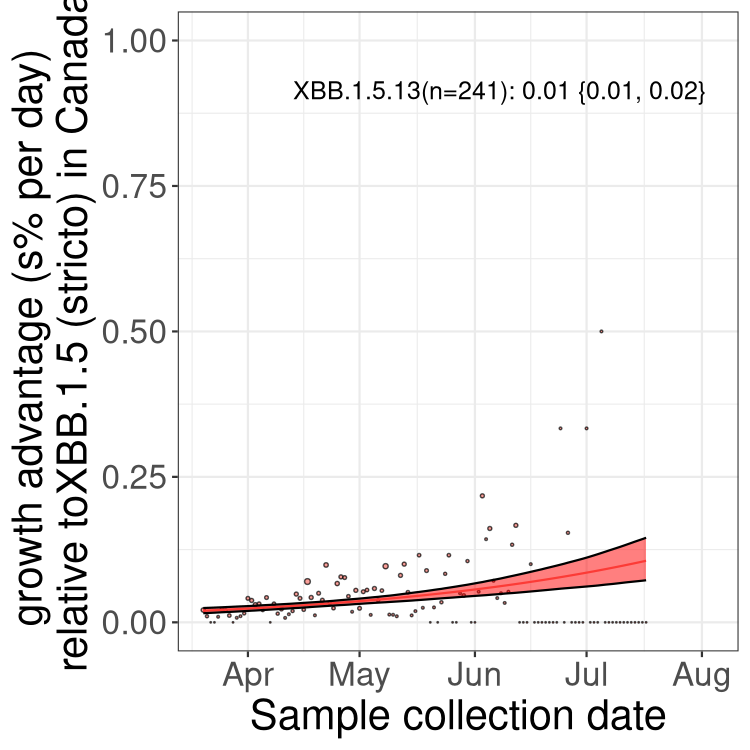 growth advantage (s% per day)
relative toXBB.1.5 (stricto) in Canada
1.00
0.75
0.50
0.25
0.00
XBB.1.5.13(n=241): 0.01 {0.01, 0.02}
Apr
May
Jun
Jul
Aug
Sample collection date